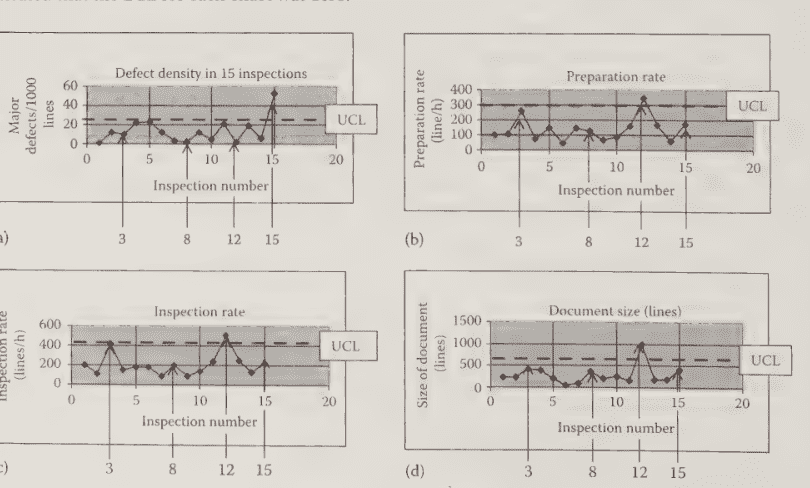 Defect density in 15 inspections
Major
defects/1000
lines
60
40
20
0
UCL
0 5 10 15 20
Inspection number
3 8 12 15
Preparation rate
Preparation rate
(line/h)
400
300
200
100
0
UCL
0 5 10 15 20
Inspection number
(b) 3 8 12 15
Inspection rate
Inspection rate
(lines/h)
600
400
200
0
UCL
0 5 10 15 20
Inspection number
3 8 12 15
Document size (lines)
Size of document
(lines)
1500
1000
500
0
UCL
0 5 10 15 20
Inspection number
(d) 3 8 12 15